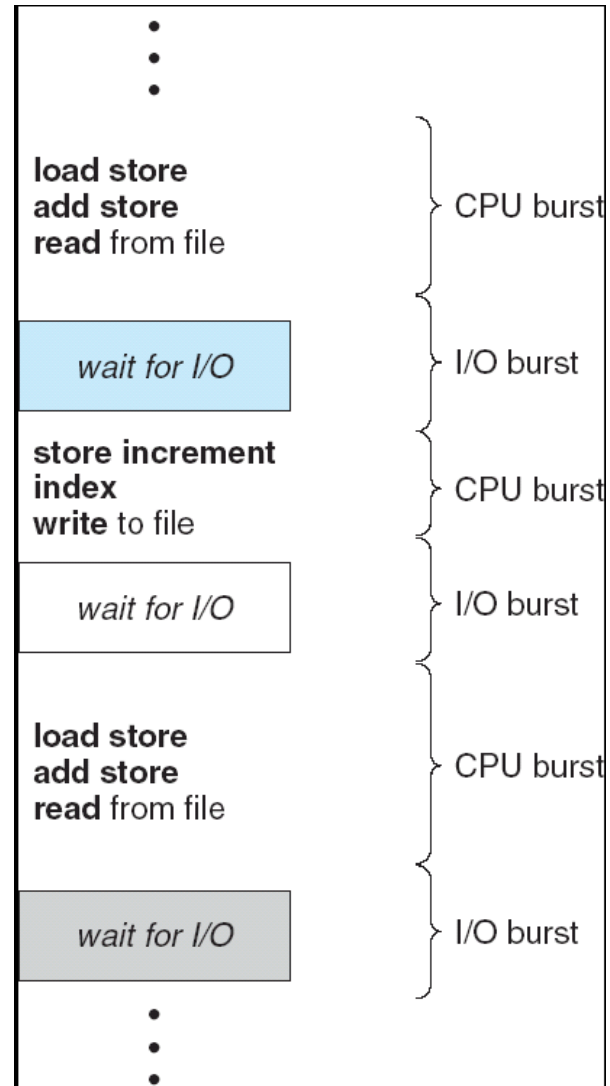 load store
add store
read from file
CPU burst
wait for I/O
I/O burst
store increment
index
write to file
CPU burst
wait for I/O
I/O burst
load store
add store
read from file
CPU burst
wait for I/O
I/O burst